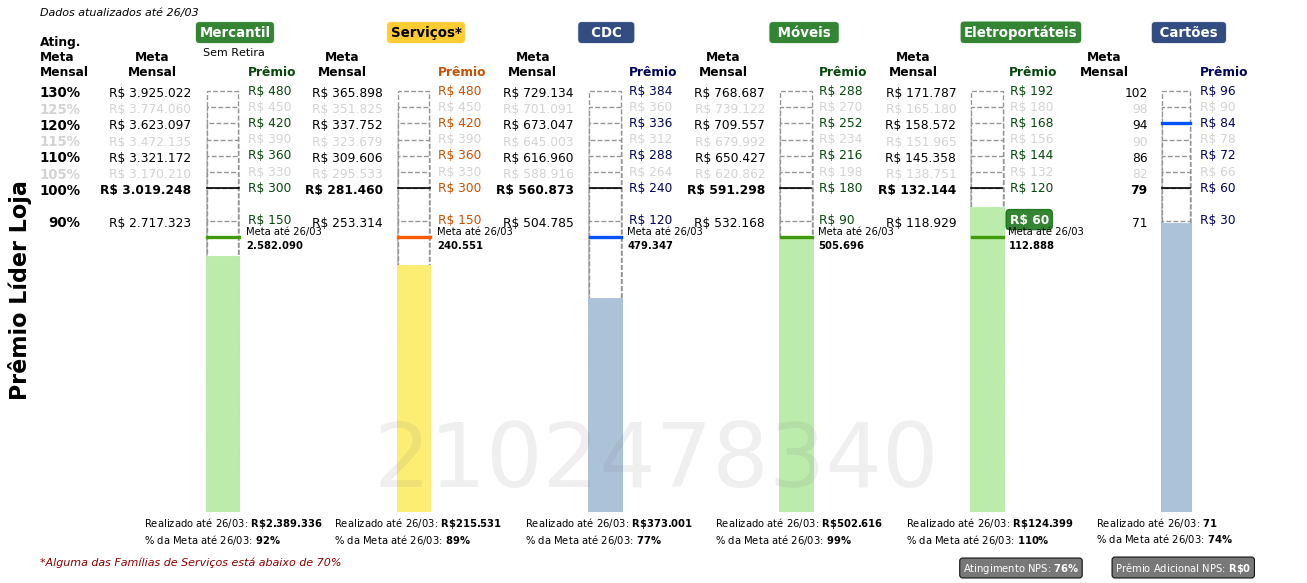 Dados atualizados até 26/03
Mercantil Serviços* CDC Móveis Eletroportáteis Cartões
Sem Retira
Ating. Meta Mensal
Meta Mensal Prêmio Meta Mensal Prêmio Meta Mensal Prêmio Meta Mensal Prêmio Meta Mensal Prêmio Meta Mensal Prêmio
130% R$ 3.925.022 R$ 480 R$ 365.898 R$ 480 R$ 729.134 R$ 384 R$ 768.687 R$ 288 R$ 171.787 R$ 192 102 R$ 96
125% R$ 3.774.060 R$ 450 R$ 351.825 R$ 450 R$ 701.091 R$ 360 R$ 739.122 R$ 270 R$ 165.180 R$ 180 98 R$ 90
120% R$ 3.623.097 R$ 420 R$ 337.752 R$ 420 R$ 673.047 R$ 336 R$ 709.557 R$ 252 R$ 158.572 R$ 168 94 R$ 84
115% R$ 3.472.135 R$ 390 R$ 323.679 R$ 390 R$ 645.003 R$ 312 R$ 679.992 R$ 234 R$ 151.965 R$ 156 90 R$ 78
110% R$ 3.321.172 R$ 360 R$ 309.606 R$ 360 R$ 616.960 R$ 288 R$ 650.427 R$ 216 R$ 145.358 R$ 144 86 R$ 72
105% R$ 3.170.210 R$ 330 R$ 295.533 R$ 330 R$ 588.916 R$ 264 R$ 620.862 R$ 198 R$ 138.751 R$ 132 82 R$ 66
100% R$ 3.019.248 R$ 300 R$ 281.460 R$ 300 R$ 560.873 R$ 240 R$ 591.298 R$ 180 R$ 132.144 R$ 120 79 R$ 60
90% R$ 2.717.323 R$ 150 R$ 253.314 R$ 150 R$ 504.785 R$ 120 R$ 532.168 R$ 90 R$ 118.929 R$ 60 71 R$ 30
Meta até 26/03 Meta até 26/03 Meta até 26/03 Meta até 26/03 Meta até 26/03
2.582.090 240.551 479.347 505.696 112.888
Prêmio Líder Loja
2102478340
Realizado até 26/03: R$2.389.336 Realizado até 26/03: R$215.531 Realizado até 26/03: R$373.001 Realizado até 26/03: R$502.616 Realizado até 26/03: R$124.399 Realizado até 26/03: 71
% da Meta até 26/03: 92% % da Meta até 26/03: 89% % da Meta até 26/03: 77% % da Meta até 26/03: 99% % da Meta até 26/03: 110% % da Meta até 26/03: 74%
*Alguma das Famílias de Serviços está abaixo de 70%
Atingimento NPS: 76% Prêmio Adicional NPS: R$0